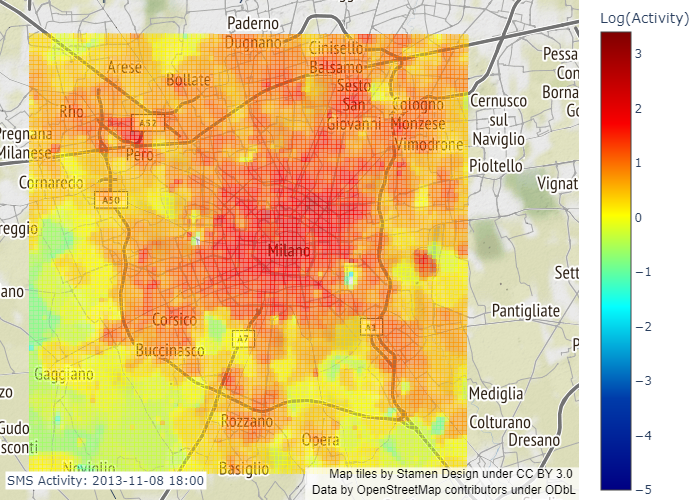 Log(Activity)
Paderno
Dugnano
Cinisello
Balsamo
Arese
Bollate
Sesto
San
Giovanni
Cologno
Monzese
Rho
A52
Pero
Pregnana
Milanese
Vimodrone
Cernusco
sul
Naviglio
Pioltello
Cornaredo
A50
Milano
Corsico
A7
Buccinasco
Gaggiano
Pantigliate
Mediglia
Colturano
Dresano
Rozzano
Opera
Noviglio
Basiglio
Pessa
Con
Borna
Go
Vignat
reggio
Sett
ano
P
zo
Gudo
sconti
3
2
1
0
−1
−2
−3
−4
−5
SMS Activity: 2013-11-08 18:00
Map tiles by Stamen Design under CC BY 3.0
Data by OpenStreetMap contributors under ODbL